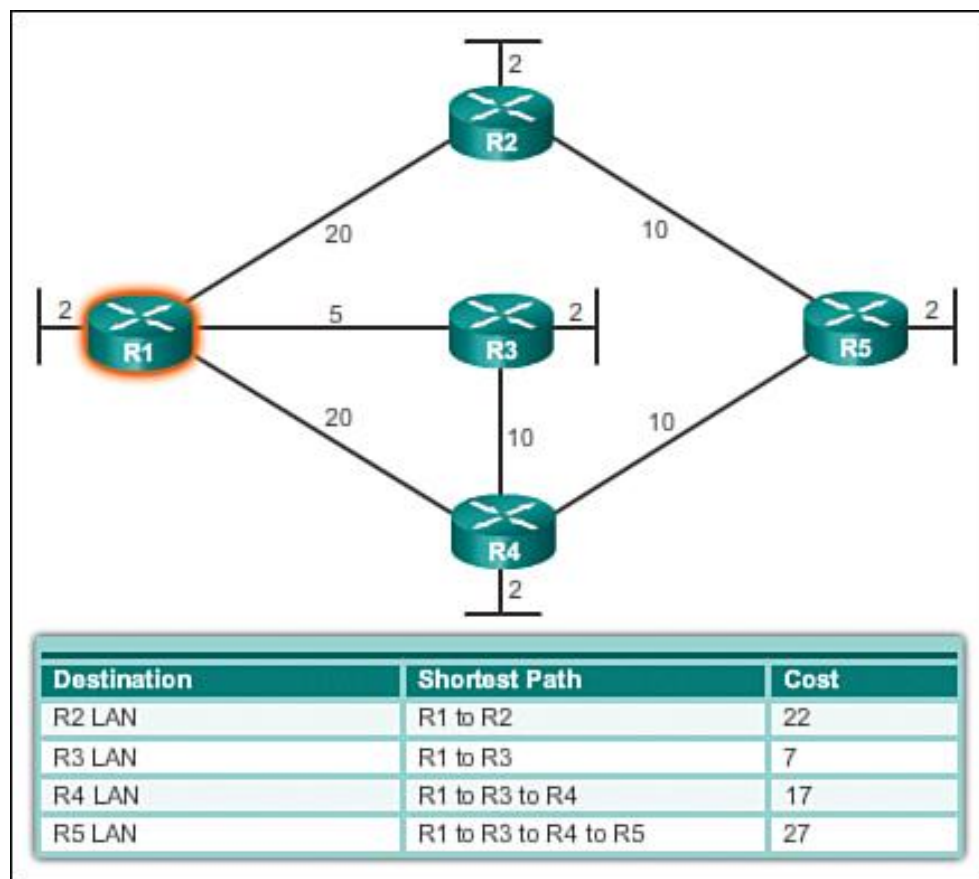 2
R2
20
10
2
R1
5
R3
2
R5
2
20
10
10
R4
2
Destination Shortest Path Cost
R2 LAN R1 to R2 22
R3 LAN R1 to R3 7
R4 LAN R1 to R3 to R4 17
R5 LAN R1 to R3 to R4 to R5 27